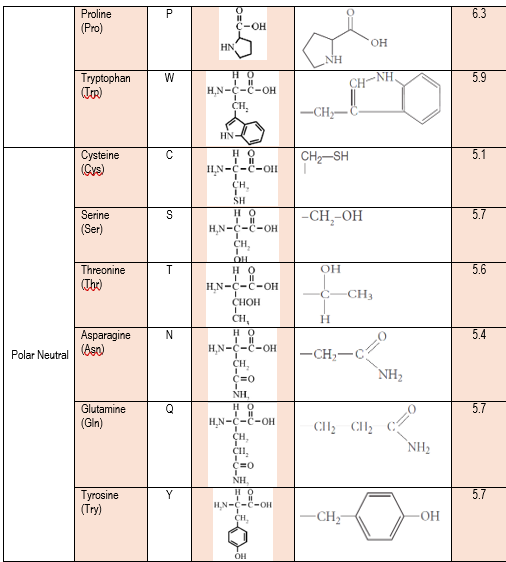 Proline
(Pro)
P
O
C-OH
HN
O
OH
NH
6.3
Tryptophan
(Trp)
W
H O
H₂N-C-C-OH
CH₂
HN
CH-NH
-CH₂-C
5.9
Polar Neutral
Cysteine
(Cys)
C
H O
H₂N-C-C-OH
CH₂
SH
CH₂-SH
5.1
Serine
(Ser)
S
H O
H₂N-C-C-OH
CH₂
OH
-CH₂-OH
5.7
Threonine
(Thr)
T
H O
H₂N-C-C-OH
CHOH
CH₃
OH
C-CH₃
H
5.6
Asparagine
(Asn)
N
H O
H₂N-C-C-OH
CH₂
C=O
NH₂
O
-CH₂-C
NH₂
5.4
Glutamine
(Gln)
Q
H O
H₂N-C-C-OH
CH₂
CH₂
C=O
NH₂
O
CH₂ CH₂ C
NH₂
5.7
Tyrosine
(Try)
Y
H O
H₂N-C-C-OH
CH₂
OH
-CH₂
OH
5.7